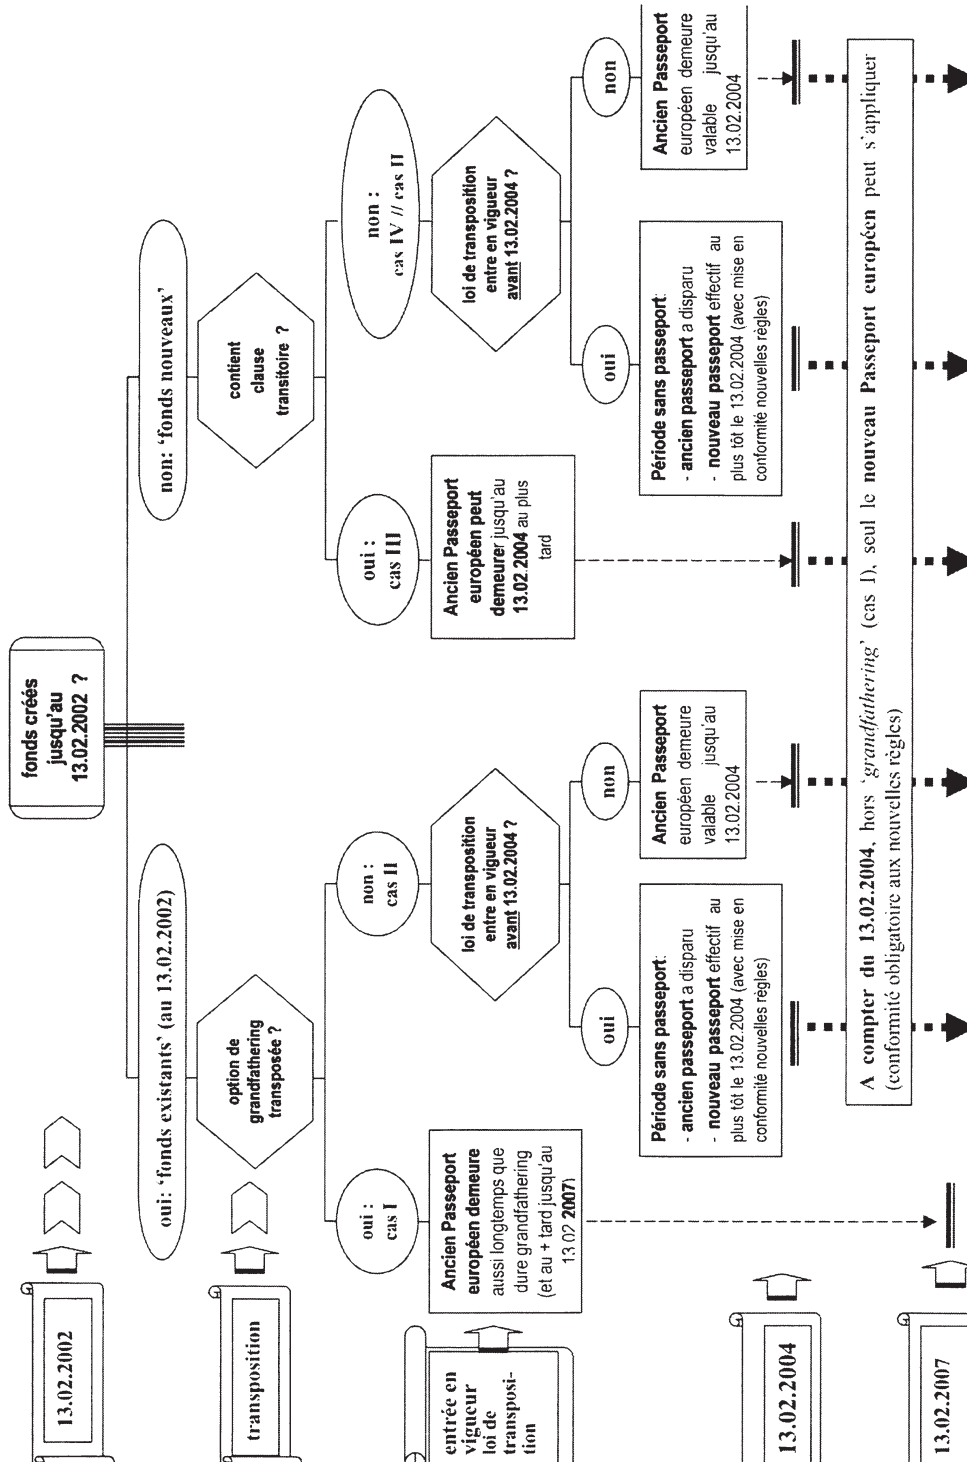 fonds créés
jusqu'au
13.02.2002 ?
13.02.2002
oui: 'fonds existants' (au 13.02.2002)
non: 'fonds nouveaux'
transposition
option de
grandfathering
transposée ?
contient
clause
transitoire ?
oui :
cas I
non :
cas II
oui :
cas III
non :
cas IV // cas II
entrée en
vigueur
loi de
transposi-
tion
Ancien Passeport
européen demeure
aussi longtemps que
dure grandfathering
(et au + tard jusqu'au
13.02.2007)
loi de transposition
entre en vigueur
avant 13.02.2004 ?
Ancien Passeport
européen peut
demeurer jusqu'au
13.02.2004 au plus
tard
loi de transposition
entre en vigueur
avant 13.02.2004 ?
oui
non
oui
non
Période sans passeport:
- ancien passeport a disparu
- nouveau passeport effectif au
plus tôt le 13.02.2004 (avec mise en
conformité nouvelles règles)
Ancien Passeport
européen demeure
valable jusqu'au
13.02.2004
Période sans passeport:
- ancien passeport a disparu
- nouveau passeport effectif au
plus tôt le 13.02.2004 (avec mise en
conformité nouvelles règles)
Ancien Passeport
européen demeure
valable jusqu'au
13.02.2004
13.02.2004
A compter du 13.02.2004, hors 'grandfathering' (cas I), seul le nouveau Passeport européen peut s'appliquer
(conformité obligatoire aux nouvelles règles)
13.02.2007